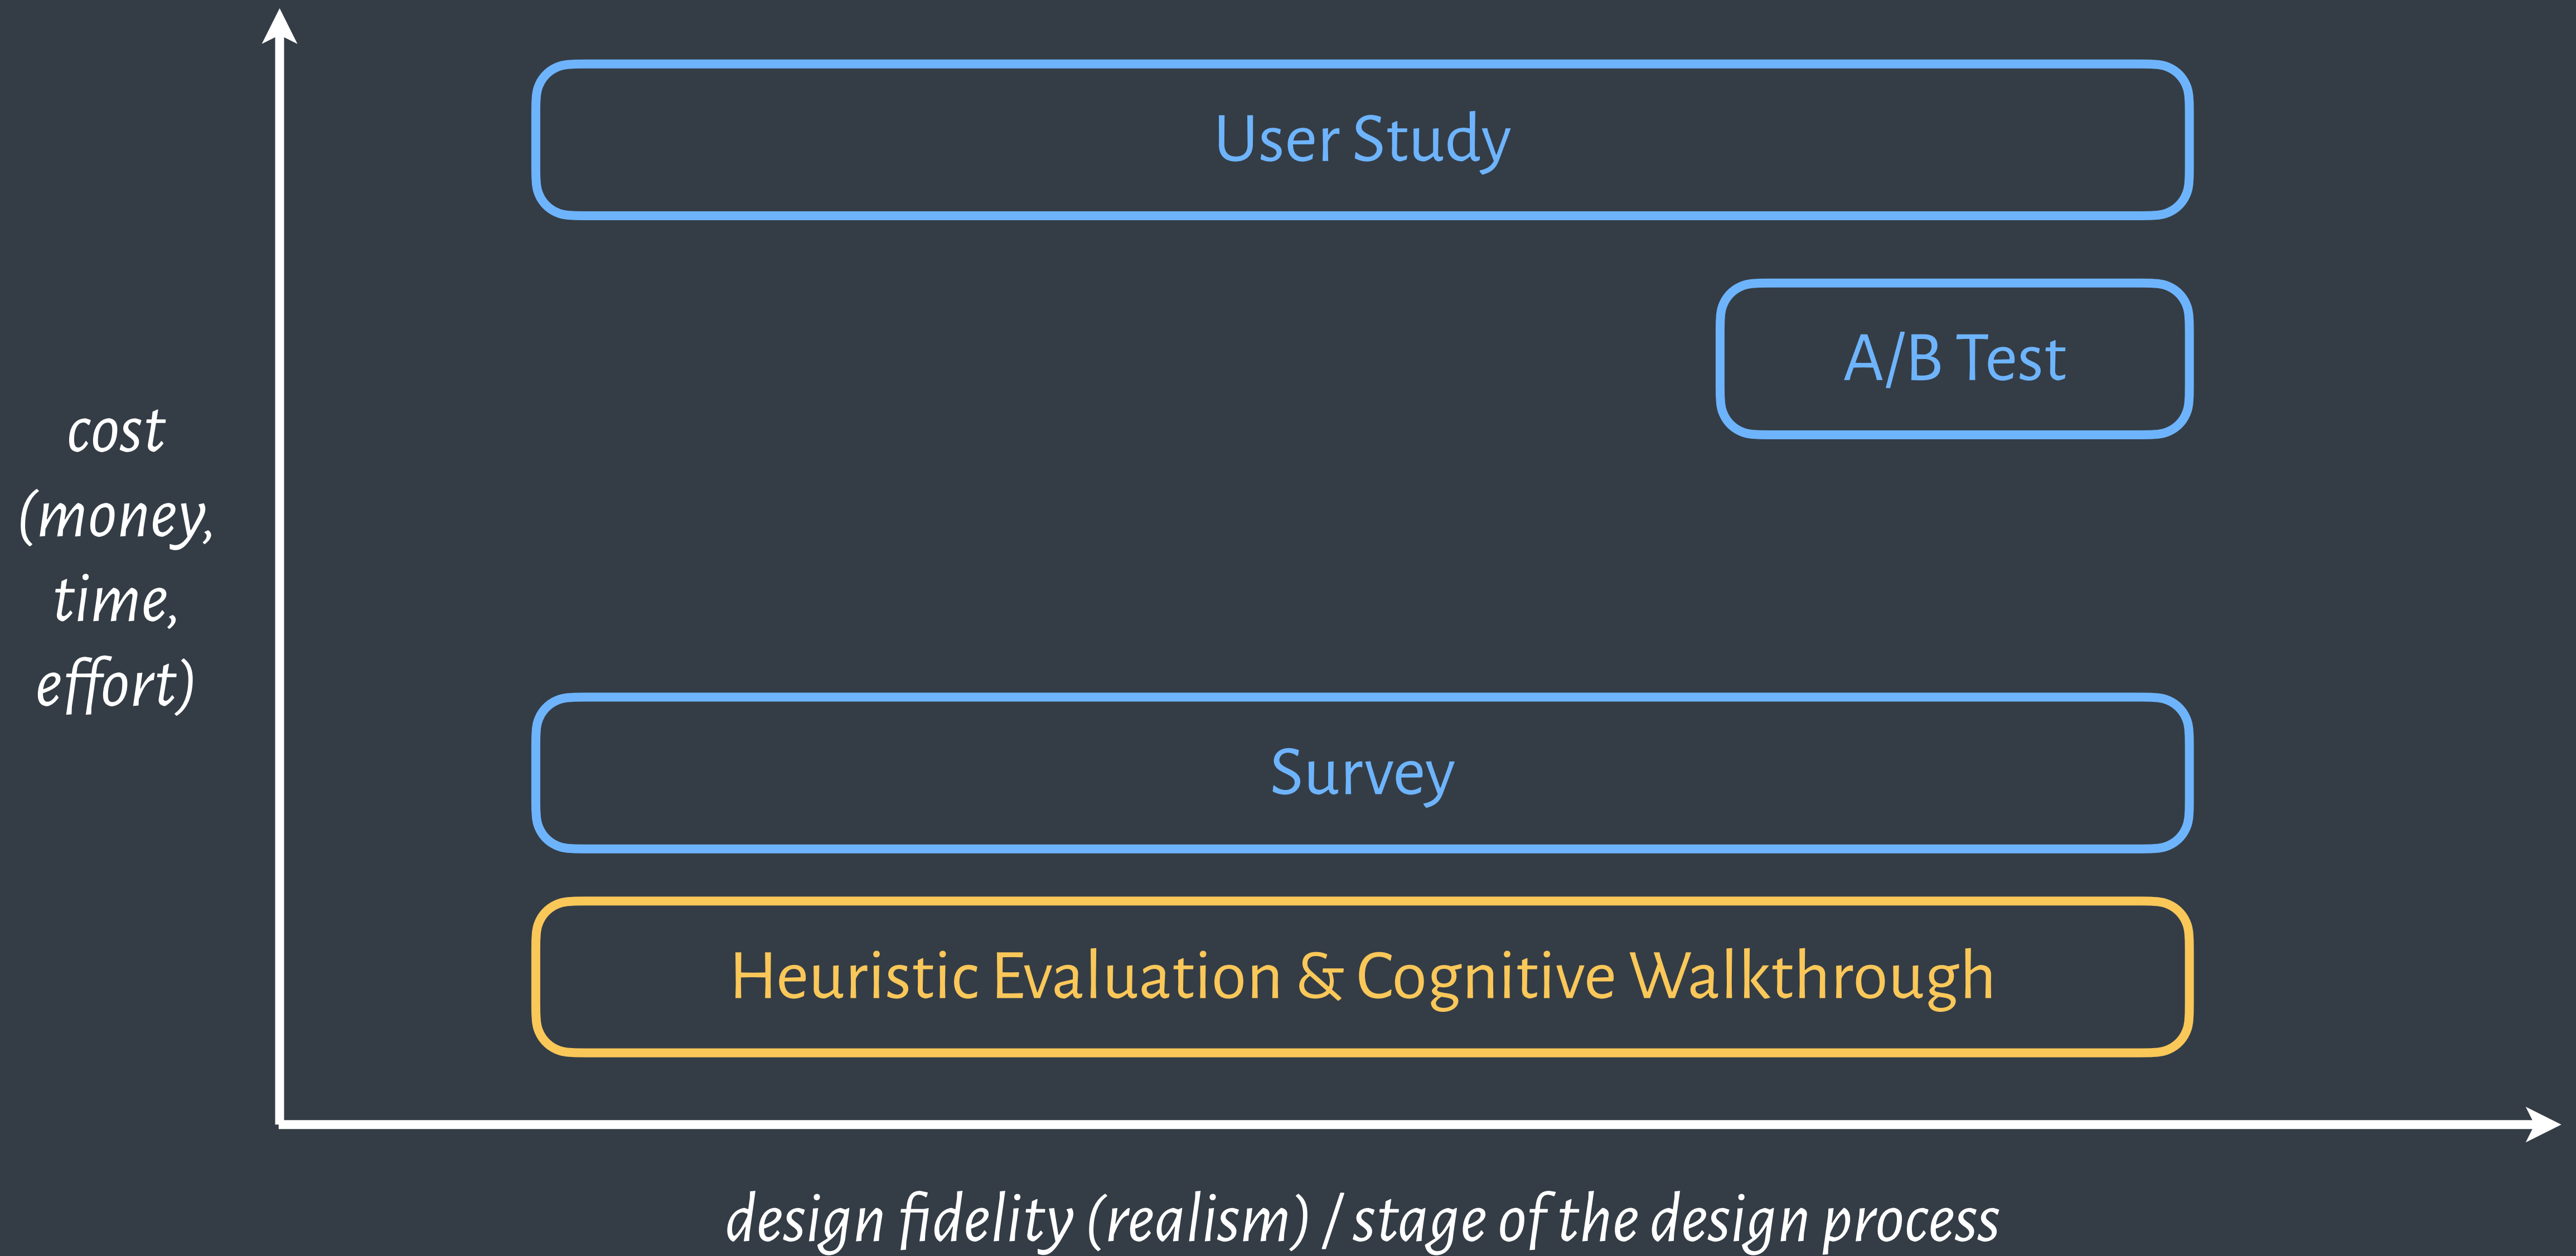 User Study
A/B Test
cost
(money,
time,
effort)
Survey
Heuristic Evaluation & Cognitive Walkthrough
design fidelity (realism) / stage of the design process